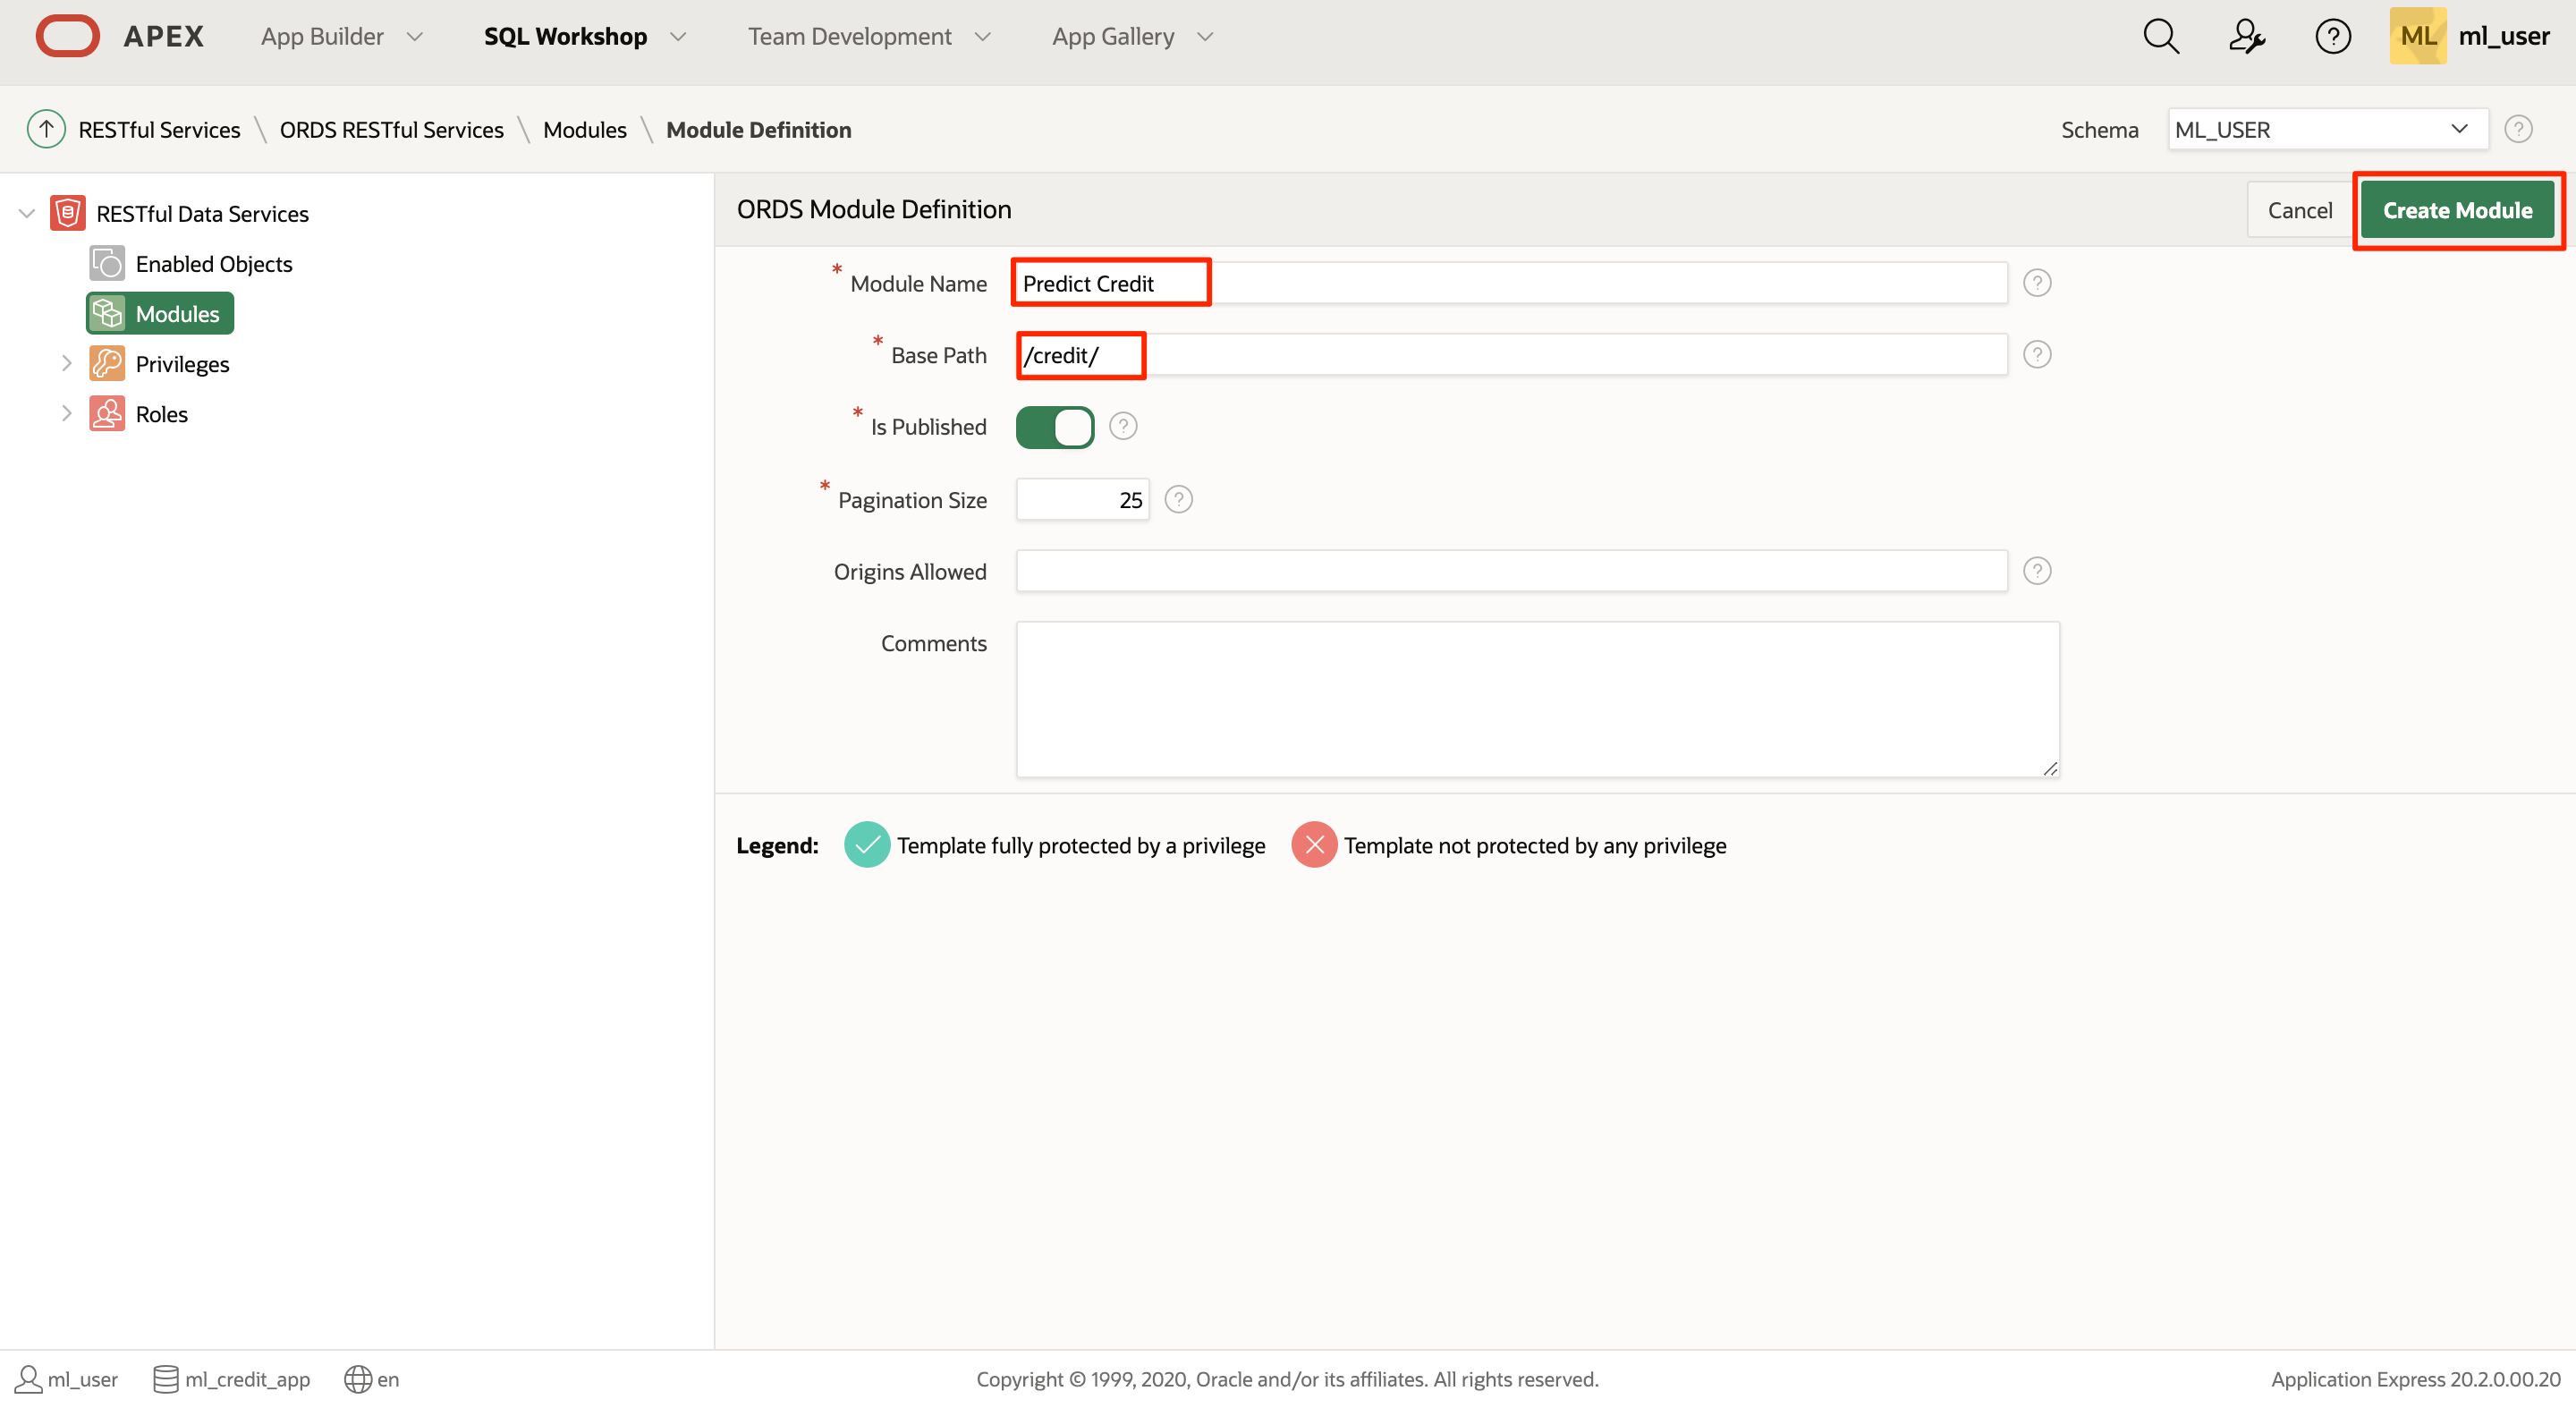 APEX App Builder SQL Workshop Team Development App Gallery ? ML ml_user
RESTful Services \ ORDS RESTful Services \ Modules \ Module Definition Schema ML_USER ?
RESTful Data Services
Enabled Objects
Modules
Privileges
Roles
ORDS Module Definition Cancel Create Module
* Module Name Predict Credit ?
* Base Path /credit/ ?
* Is Published ?
* Pagination Size 25 ?
Origins Allowed ?
Comments
Legend: Template fully protected by a privilege Template not protected by any privilege
ml_user ml_credit_app en Copyright © 1999, 2020, Oracle and/or its affiliates. All rights reserved. Application Express 20.2.0.00.20